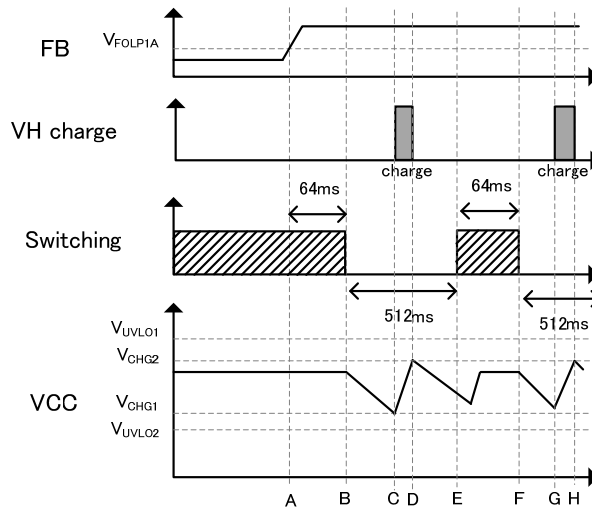 FB
VFOLP1A
VH charge
charge
charge
Switching
64ms
64ms
512ms
512ms
VCC
VUVLO1
VCHG2
VCHG1
VUVLO2
A B C D E F G H